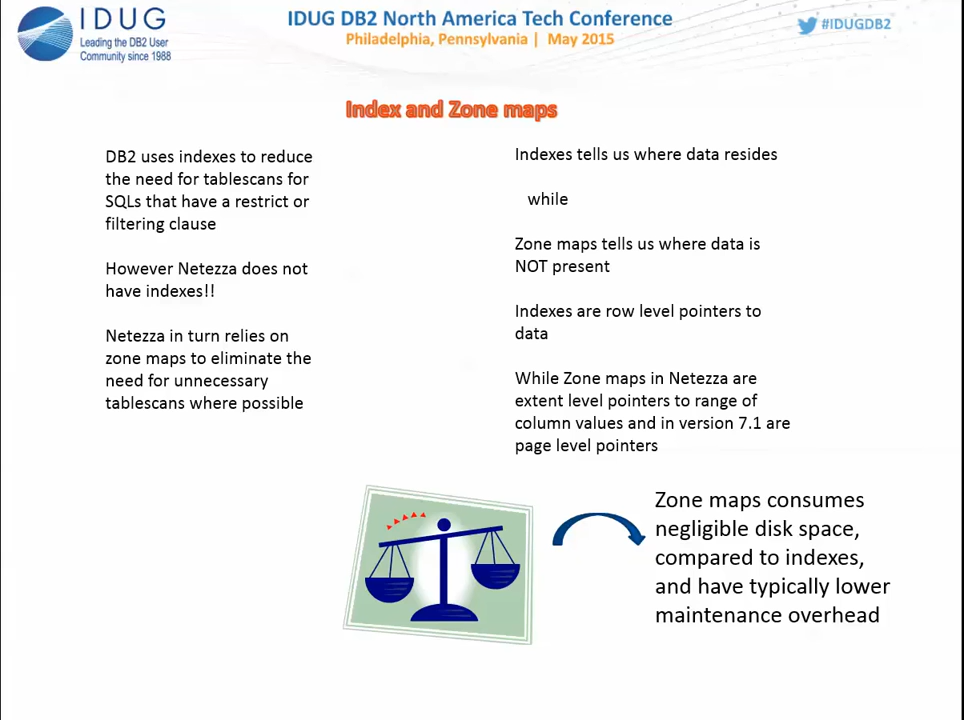 IDUG
Leading the DB2 User
Community since 1988
IDUG DB2 North America Tech Conference
Philadelphia, Pennsylvania | May 2015
#IDUGDB2
Index and Zone maps
DB2 uses indexes to reduce
the need for tablescans for
SQLs that have a restrict or
filtering clause
However Netezza does not
have indexes!!
Netezza in turn relies on
zone maps to eliminate the
need for unnecessary
tablescans where possible
Indexes tells us where data resides
while
Zone maps tells us where data is
NOT present
Indexes are row level pointers to
data
While Zone maps in Netezza are
extent level pointers to range of
column values and in version 7.1 are
page level pointers
Zone maps consumes
negligible disk space,
compared to indexes,
and have typically lower
maintenance overhead